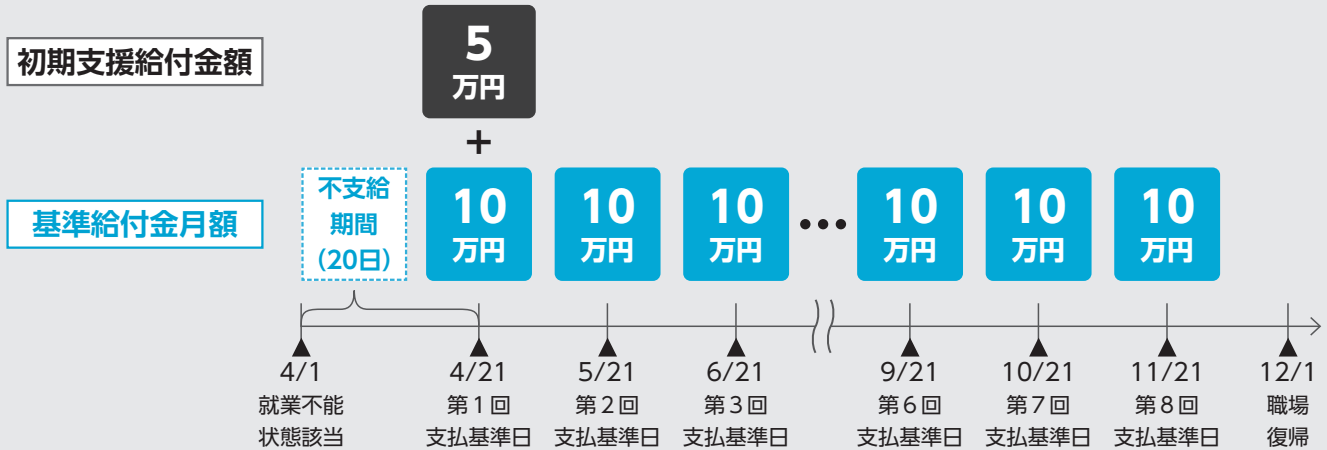 初期支援給付金額
5
万円
+
基準給付金月額
不支給
期間
(20日)
10
万円
10
万円
10
万円
•••
10
万円
10
万円
10
万円
4/1
就業不能
状態該当
4/21
第1回
支払基準日
5/21
第2回
支払基準日
6/21
第3回
支払基準日
9/21
第6回
支払基準日
10/21
第7回
支払基準日
11/21
第8回
支払基準日
12/1
職場
復帰